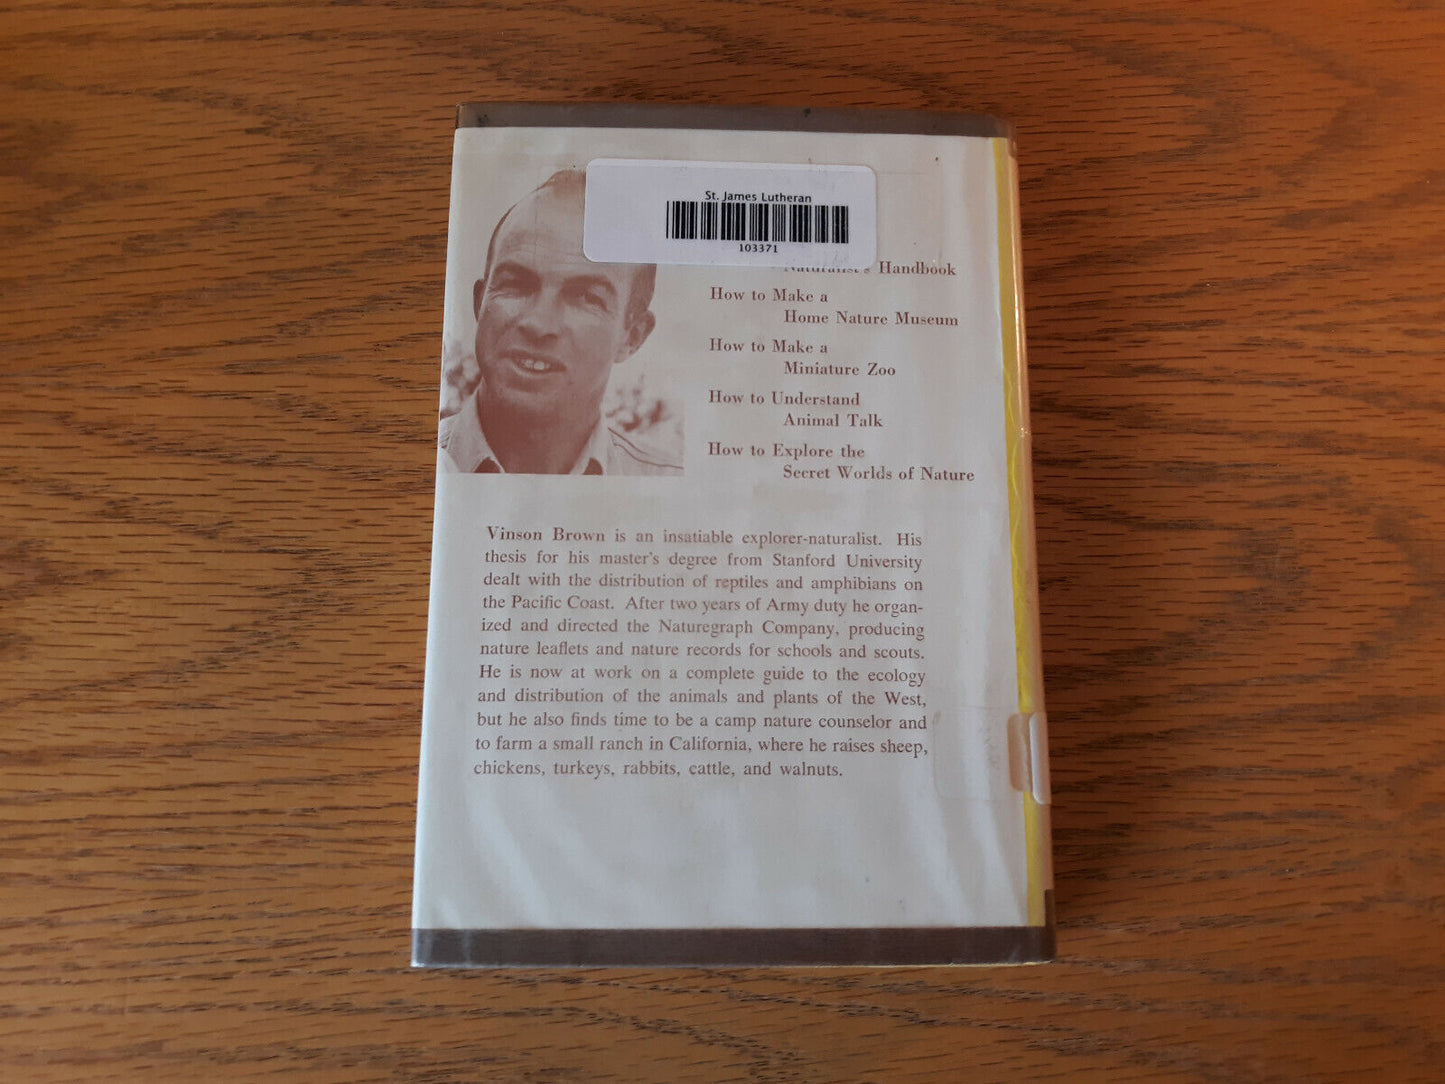 St. James Lutheran
103371
Naturalist's Handbook
How to Make a
Home Nature Museum
How to Make a
Miniature Zoo
How to Understand
Animal Talk
How to Explore the
Secret Worlds of Nature
Vinson Brown is an insatiable explorer-naturalist. His
thesis for his master's degree from Stanford University
dealt with the distribution of reptiles and amphibians on
the Pacific Coast. After two years of Army duty he organ-
ized and directed the Naturegraph Company, producing
nature leaflets and nature records for schools and scouts.
He is now at work on a complete guide to the ecology
and distribution of the animals and plants of the West,
but he also finds time to be a camp nature counselor and
to farm a small ranch in California, where he raises sheep,
chickens, turkeys, rabbits, cattle, and walnuts.